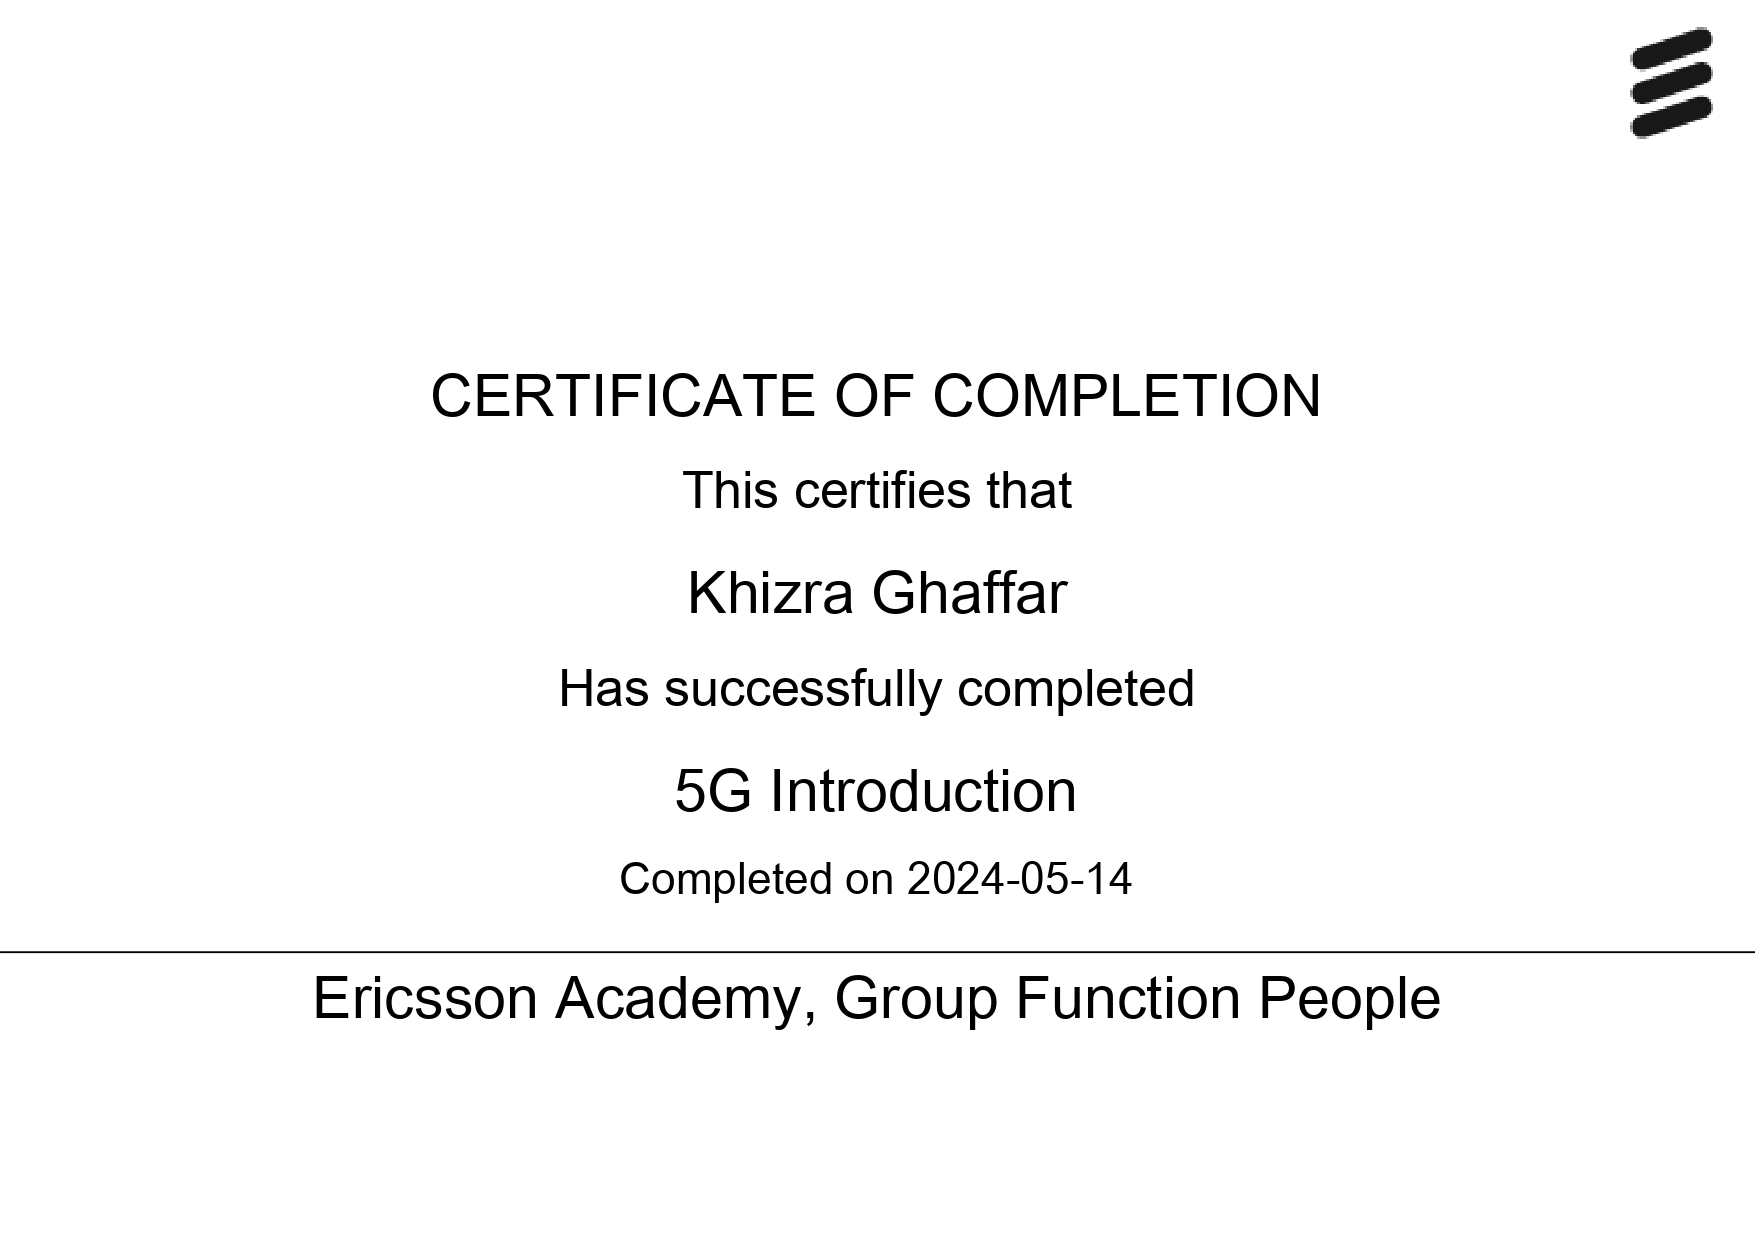 CERTIFICATE OF COMPLETION
This certifies that
Khizra Ghaffar
Has successfully completed
5G Introduction
Completed on 2024-05-14
Ericsson Academy, Group Function People